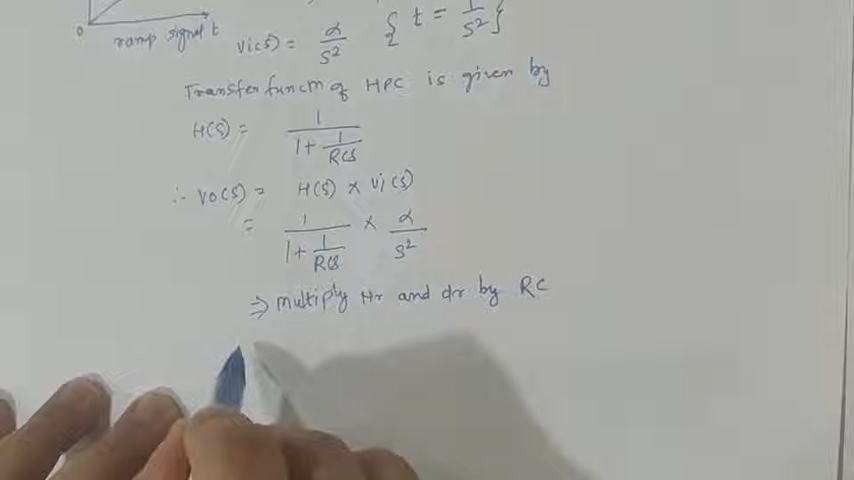 0
ramp signal t
Vi(s) = α/s² { t = 1/s² }
Transfer functn of HPC is given by
H(s) = 1/(1 + 1/RCS)
∴ Vo(s) = H(s) × Vi(s)
= 1/(1 + 1/RCS) × α/s²
⇒ multiply Nr and dr by RC